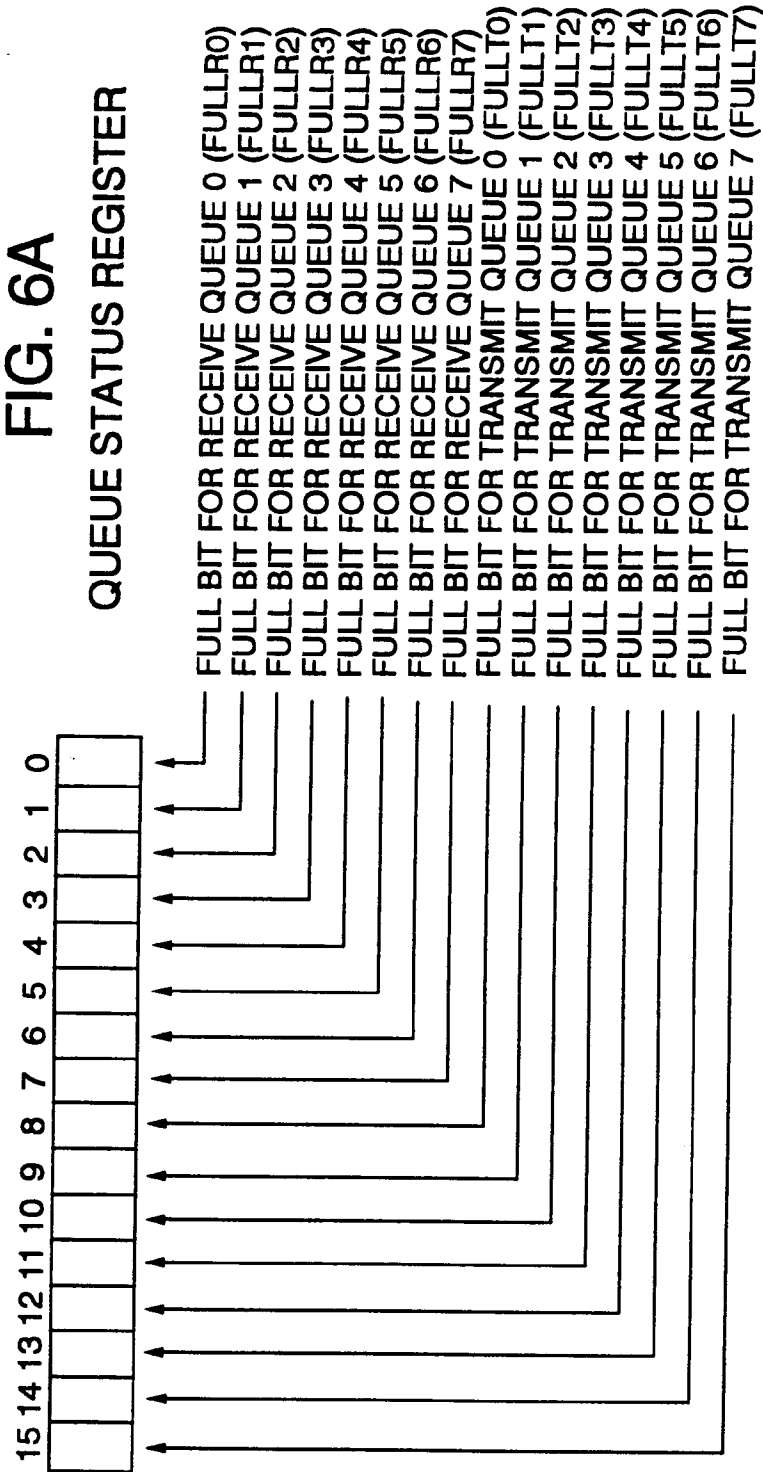 FIG. 6A
QUEUE STATUS REGISTER
15 14 13 12 11 10 9 8 7 6 5 4 3 2 1 0
FULL BIT FOR RECEIVE QUEUE 0 (FULLR0)
FULL BIT FOR RECEIVE QUEUE 1 (FULLR1)
FULL BIT FOR RECEIVE QUEUE 2 (FULLR2)
FULL BIT FOR RECEIVE QUEUE 3 (FULLR3)
FULL BIT FOR RECEIVE QUEUE 4 (FULLR4)
FULL BIT FOR RECEIVE QUEUE 5 (FULLR5)
FULL BIT FOR RECEIVE QUEUE 6 (FULLR6)
FULL BIT FOR RECEIVE QUEUE 7 (FULLR7)
FULL BIT FOR TRANSMIT QUEUE 0 (FULLT0)
FULL BIT FOR TRANSMIT QUEUE 1 (FULLT1)
FULL BIT FOR TRANSMIT QUEUE 2 (FULLT2)
FULL BIT FOR TRANSMIT QUEUE 3 (FULLT3)
FULL BIT FOR TRANSMIT QUEUE 4 (FULLT4)
FULL BIT FOR TRANSMIT QUEUE 5 (FULLT5)
FULL BIT FOR TRANSMIT QUEUE 6 (FULLT6)
FULL BIT FOR TRANSMIT QUEUE 7 (FULLT7)